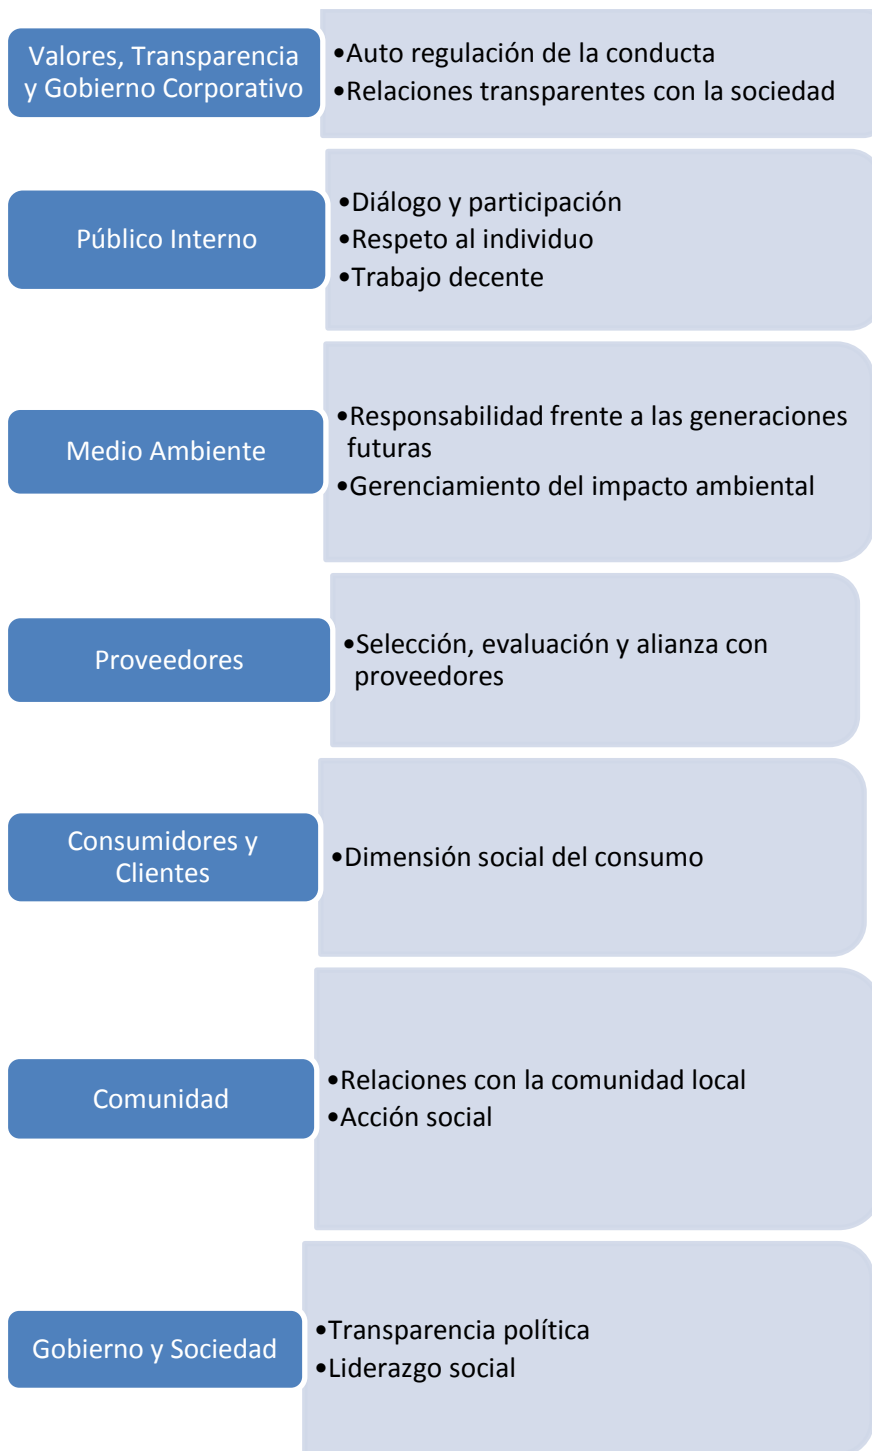 Valores, Transparencia
y Gobierno Corporativo
•Auto regulación de la conducta
•Relaciones transparentes con la sociedad
Público Interno
•Diálogo y participación
•Respeto al individuo
•Trabajo decente
Medio Ambiente
•Responsabilidad frente a las generaciones
futuras
•Gerenciamiento del impacto ambiental
Proveedores
•Selección, evaluación y alianza con
proveedores
Consumidores y
Clientes
•Dimensión social del consumo
Comunidad
•Relaciones con la comunidad local
•Acción social
Gobierno y Sociedad
•Transparencia política
•Liderazgo social